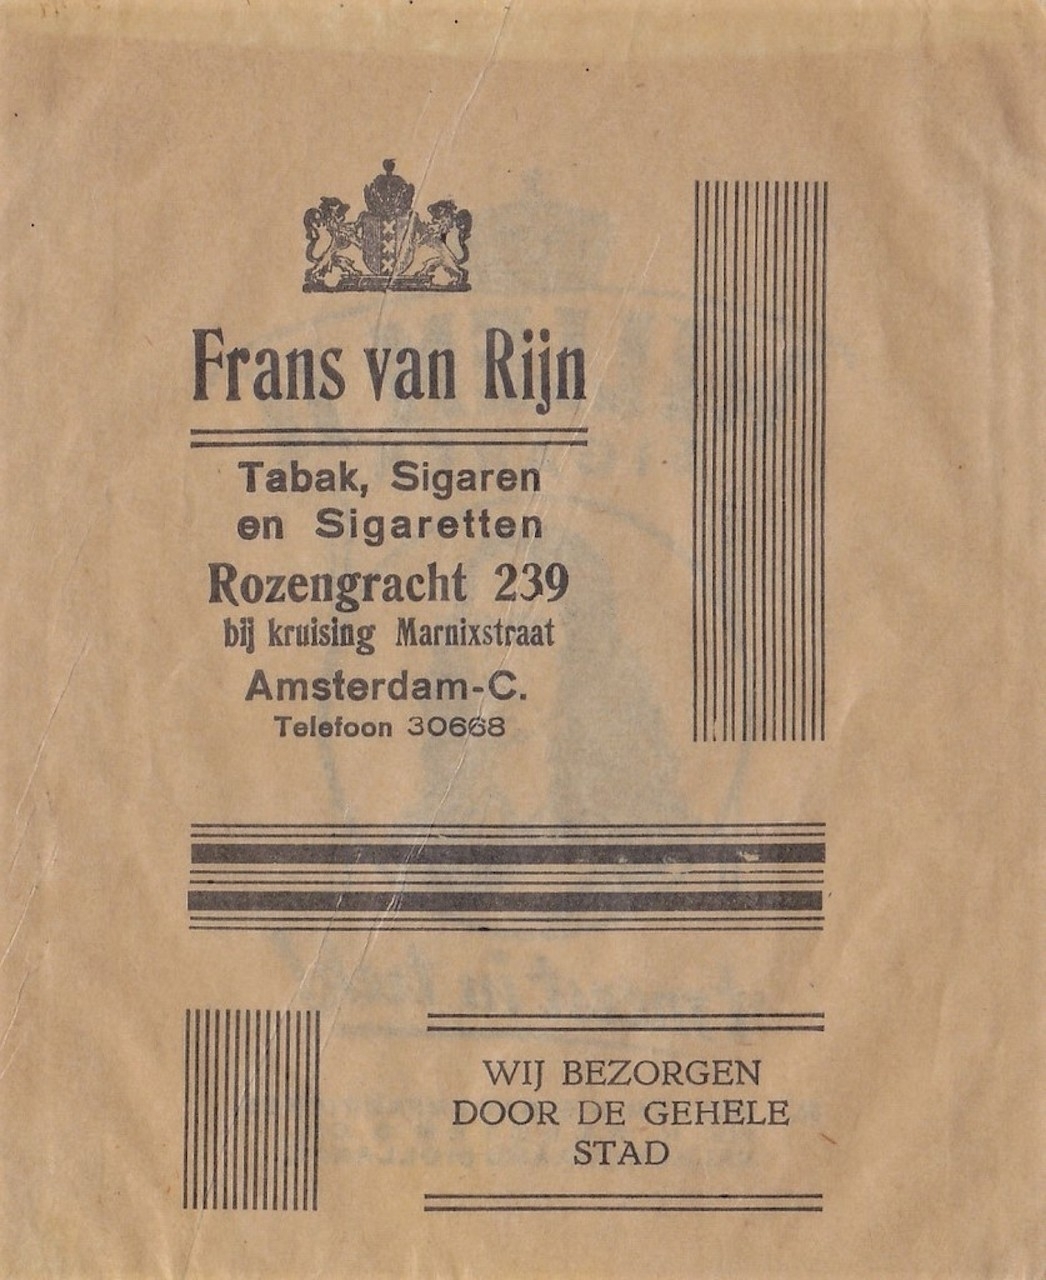 Frans van Rijn
Tabak, Sigaren
en Sigaretten
Rozengracht 239
bij kruising Marnixstraat
Amsterdam-C.
Telefoon 30668
WIJ BEZORGEN
DOOR DE GEHELE
STAD